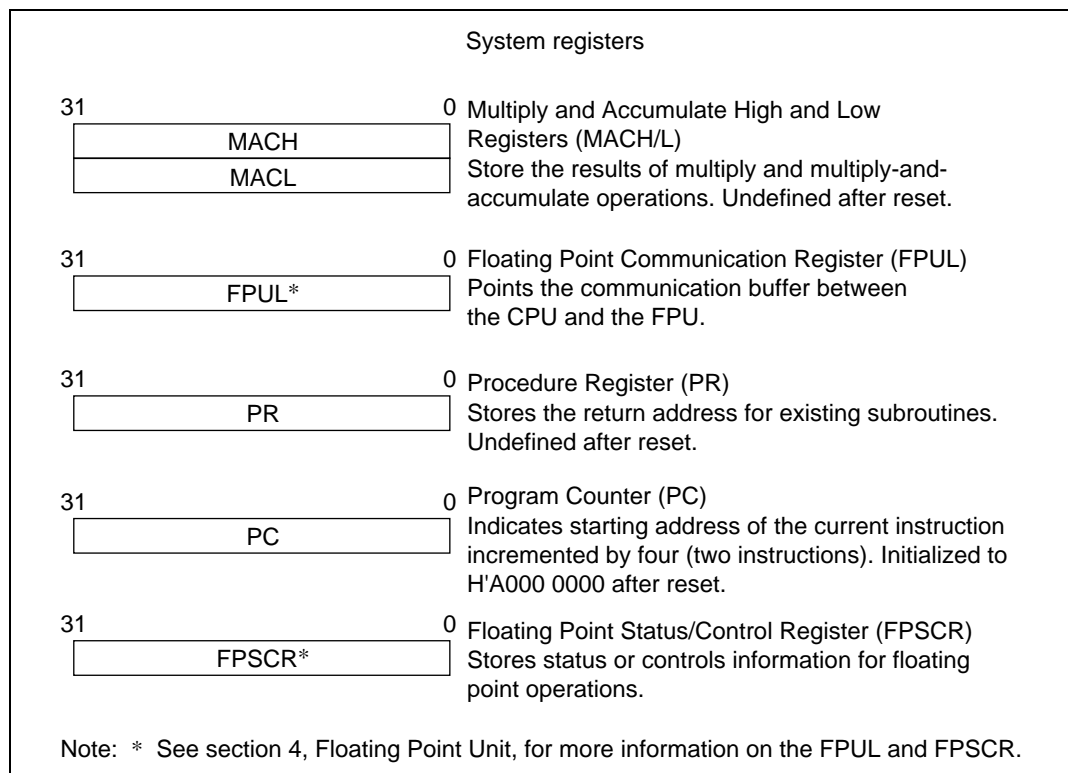 System registers
31 0 Multiply and Accumulate High and Low
MACH Registers (MACH/L)
MACL Store the results of multiply and multiply-and-
accumulate operations. Undefined after reset.
31 0 Floating Point Communication Register (FPUL)
FPUL* Points the communication buffer between
the CPU and the FPU.
31 0 Procedure Register (PR)
PR Stores the return address for existing subroutines.
Undefined after reset.
31 0 Program Counter (PC)
PC Indicates starting address of the current instruction
incremented by four (two instructions). Initialized to
H'A000 0000 after reset.
31 0 Floating Point Status/Control Register (FPSCR)
FPSCR* Stores status or controls information for floating
point operations.
Note: * See section 4, Floating Point Unit, for more information on the FPUL and FPSCR.